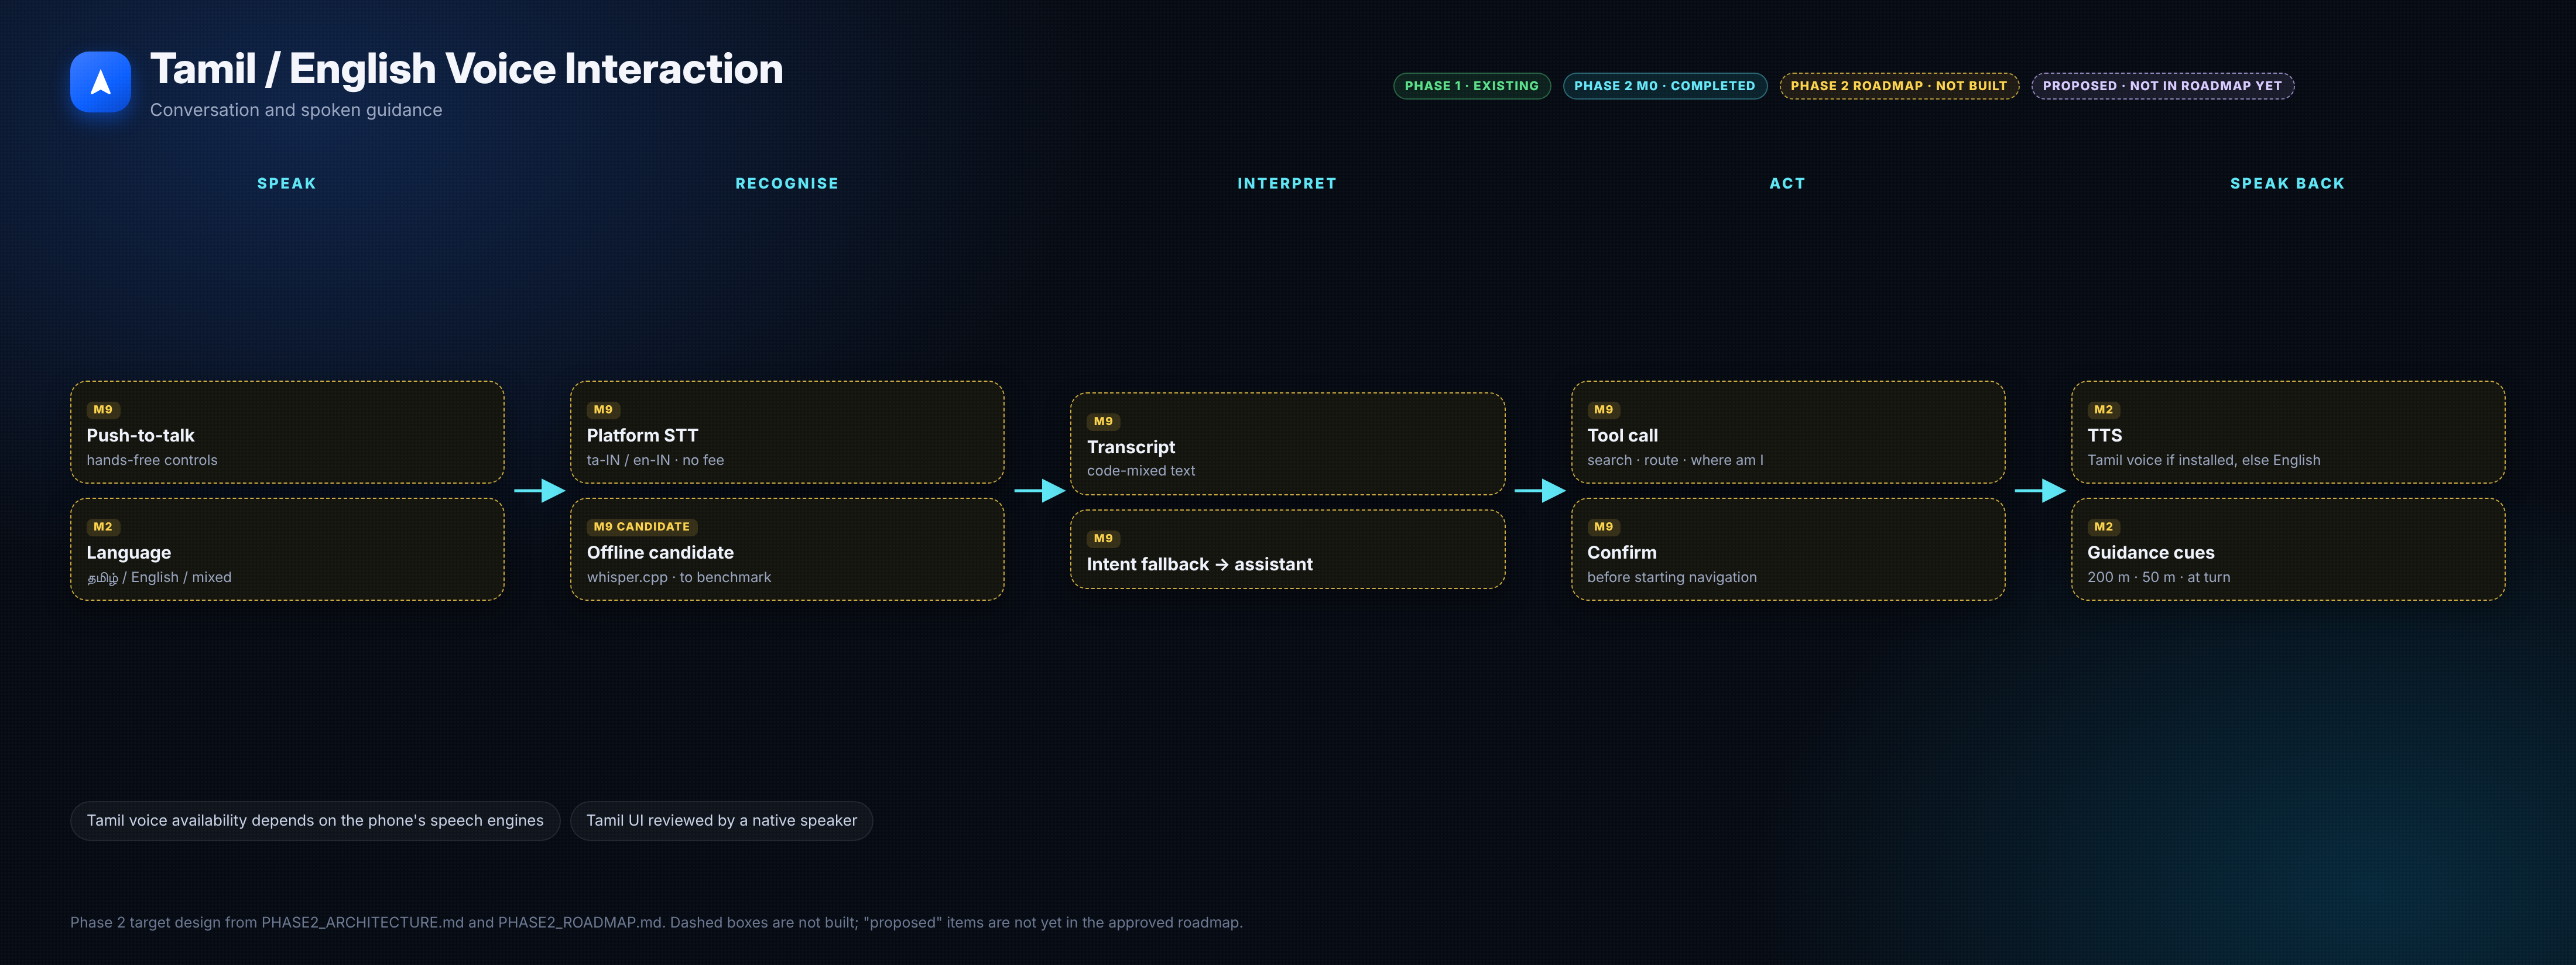 Tamil / English Voice Interaction
Conversation and spoken guidance
PHASE 1 · EXISTING
PHASE 2 M0 · COMPLETED
PHASE 2 ROADMAP · NOT BUILT
PROPOSED · NOT IN ROADMAP YET
SPEAK
RECOGNISE
INTERPRET
ACT
SPEAK BACK
M9
Push-to-talk
hands-free controls
M2
Language
தமிழ் / English / mixed
M9
Platform STT
ta-IN / en-IN · no fee
M9 CANDIDATE
Offline candidate
whisper.cpp · to benchmark
M9
Transcript
code-mixed text
M9
Intent fallback → assistant
M9
Tool call
search · route · where am I
M9
Confirm
before starting navigation
M2
TTS
Tamil voice if installed, else English
M2
Guidance cues
200 m · 50 m · at turn
Tamil voice availability depends on the phone's speech engines
Tamil UI reviewed by a native speaker
Phase 2 target design from PHASE2_ARCHITECTURE.md and PHASE2_ROADMAP.md. Dashed boxes are not built; "proposed" items are not yet in the approved roadmap.